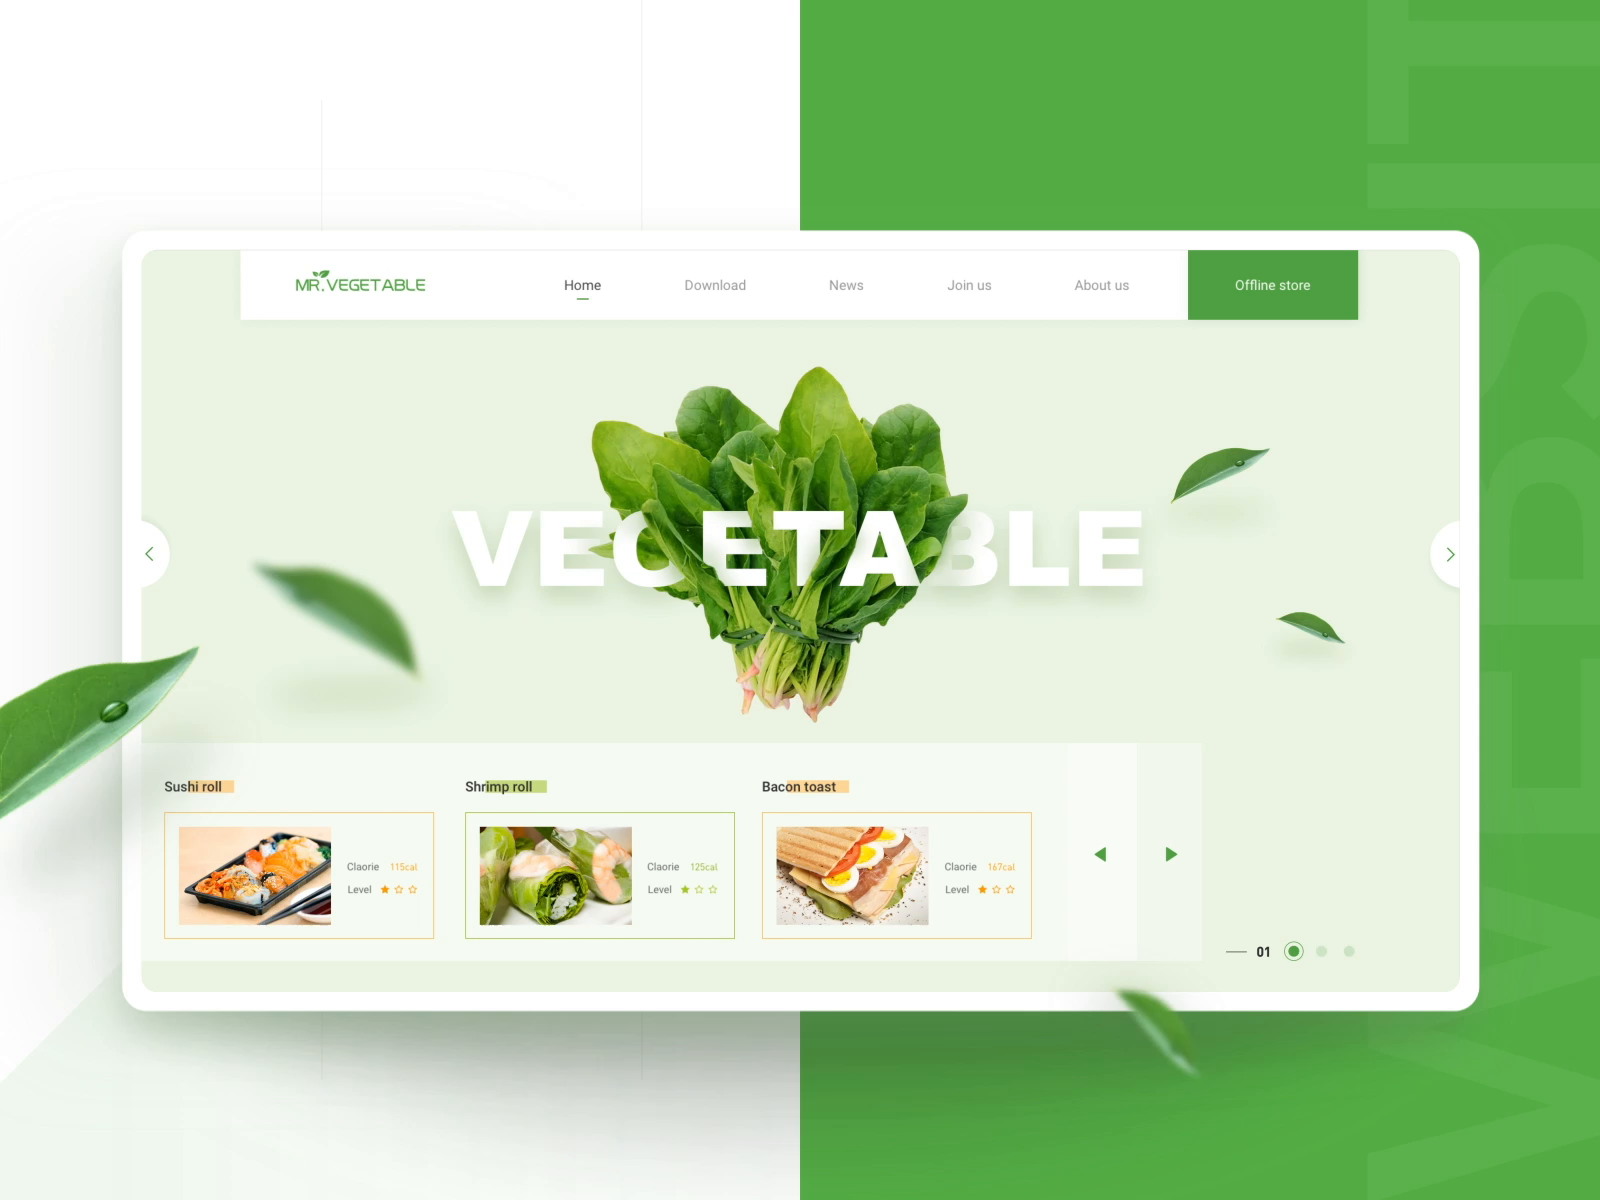 MR.VEGETABLE
Home
Download
News
Join us
About us
Offline store
VEGETABLE
Sushi roll
Claorie 115cal
Level
Shrimp roll
Claorie 125cal
Level
Bacon toast
Claorie 167cal
Level
01